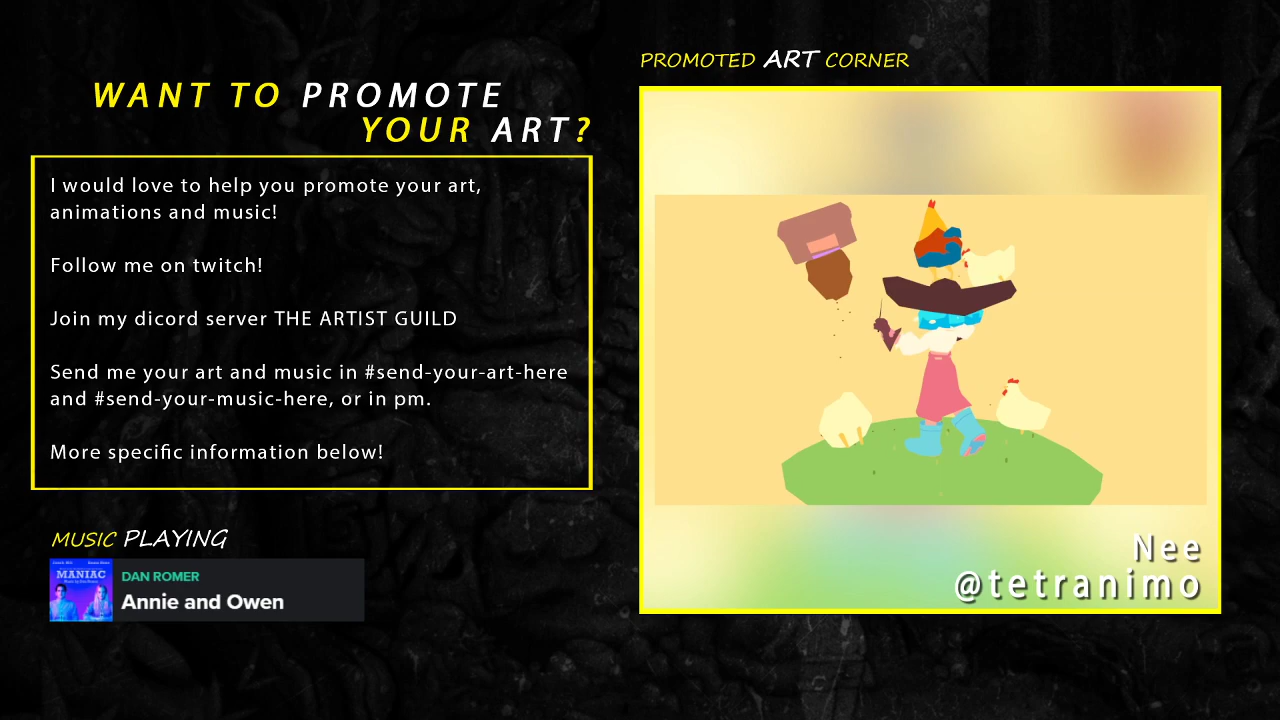 WANT TO PROMOTE
YOUR ART?
I would love to help you promote your art,
animations and music!
Follow me on twitch!
Join my dicord server THE ARTIST GUILD
Send me your art and music in #send-your-art-here
and #send-your-music-here, or in pm.
More specific information below!
MUSIC PLAYING
MANIAC
DAN ROMER
Annie and Owen
PROMOTED ART CORNER
Nee
@tetranimo